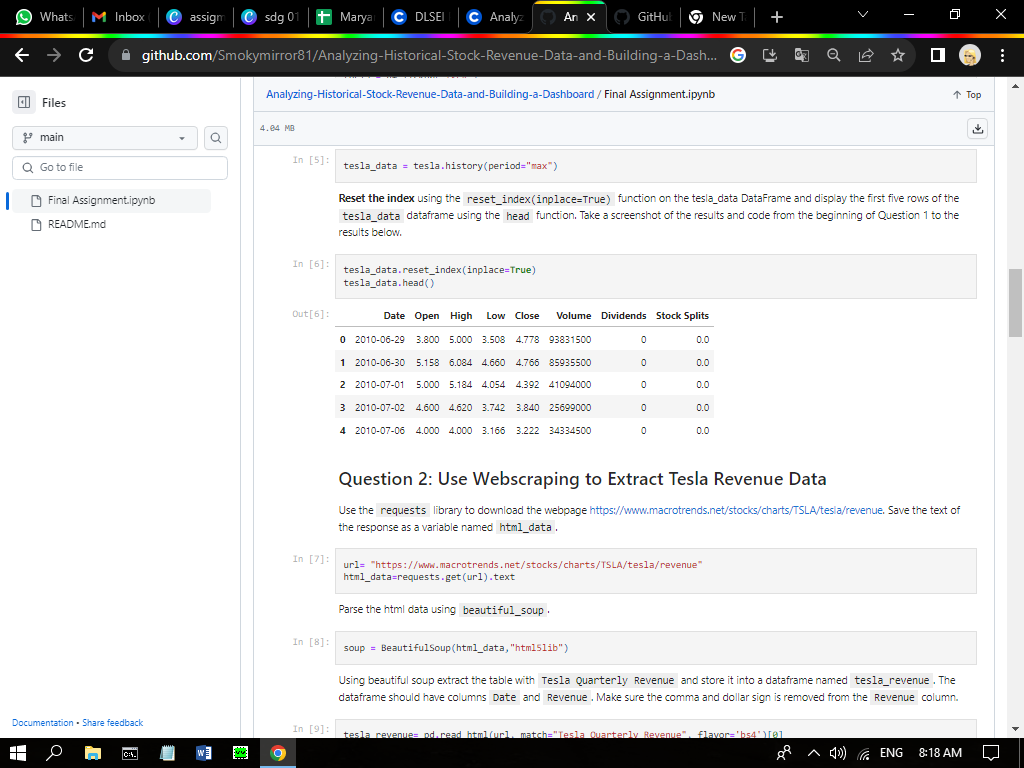 Whats
Inbox
assign
sdg 01
Marya
DLSEI
Analyz
An
GitHu
New T
github.com/Smokymirror81/Analyzing-Historical-Stock-Revenue-Data-and-Building-a-Dash...
Files
main
Go to file
Final Assignment.ipynb
README.md
Documentation • Share feedback
Analyzing-Historical-Stock-Revenue-Data-and-Building-a-Dashboard / Final Assignment.ipynb
Top
4.04 MB
In [5]: tesla_data = tesla.history(period="max")
Reset the index using the reset_index(inplace=True) function on the tesla_data DataFrame and display the first five rows of the
tesla_data dataframe using the head function. Take a screenshot of the results and code from the beginning of Question 1 to the
results below.
In [6]: tesla_data.reset_index(inplace=True)
tesla_data.head()
Out[6]: Date Open High Low Close Volume Dividends Stock Splits
0 2010-06-29 3.800 5.000 3.508 4.778 93831500 0 0.0
1 2010-06-30 5.158 6.084 4.660 4.766 85935500 0 0.0
2 2010-07-01 5.000 5.184 4.054 4.392 41094000 0 0.0
3 2010-07-02 4.600 4.620 3.742 3.840 25699000 0 0.0
4 2010-07-06 4.000 4.000 3.166 3.222 34334500 0 0.0
Question 2: Use Webscraping to Extract Tesla Revenue Data
Use the requests library to download the webpage https://www.macrotrends.net/stocks/charts/TSLA/tesla/revenue. Save the text of
the response as a variable named html_data.
In [7]: url= "https://www.macrotrends.net/stocks/charts/TSLA/tesla/revenue"
html_data=requests.get(url).text
Parse the html data using beautiful_soup.
In [8]: soup = BeautifulSoup(html_data,"html5lib")
Using beautiful soup extract the table with Tesla Quarterly Revenue and store it into a dataframe named tesla_revenue. The
dataframe should have columns Date and Revenue. Make sure the comma and dollar sign is removed from the Revenue column.
In [9]: tesla_revenue= pd.read_html(url, match="Tesla Quarterly Revenue", flavor='bs4')[0]
ENG
8:18 AM